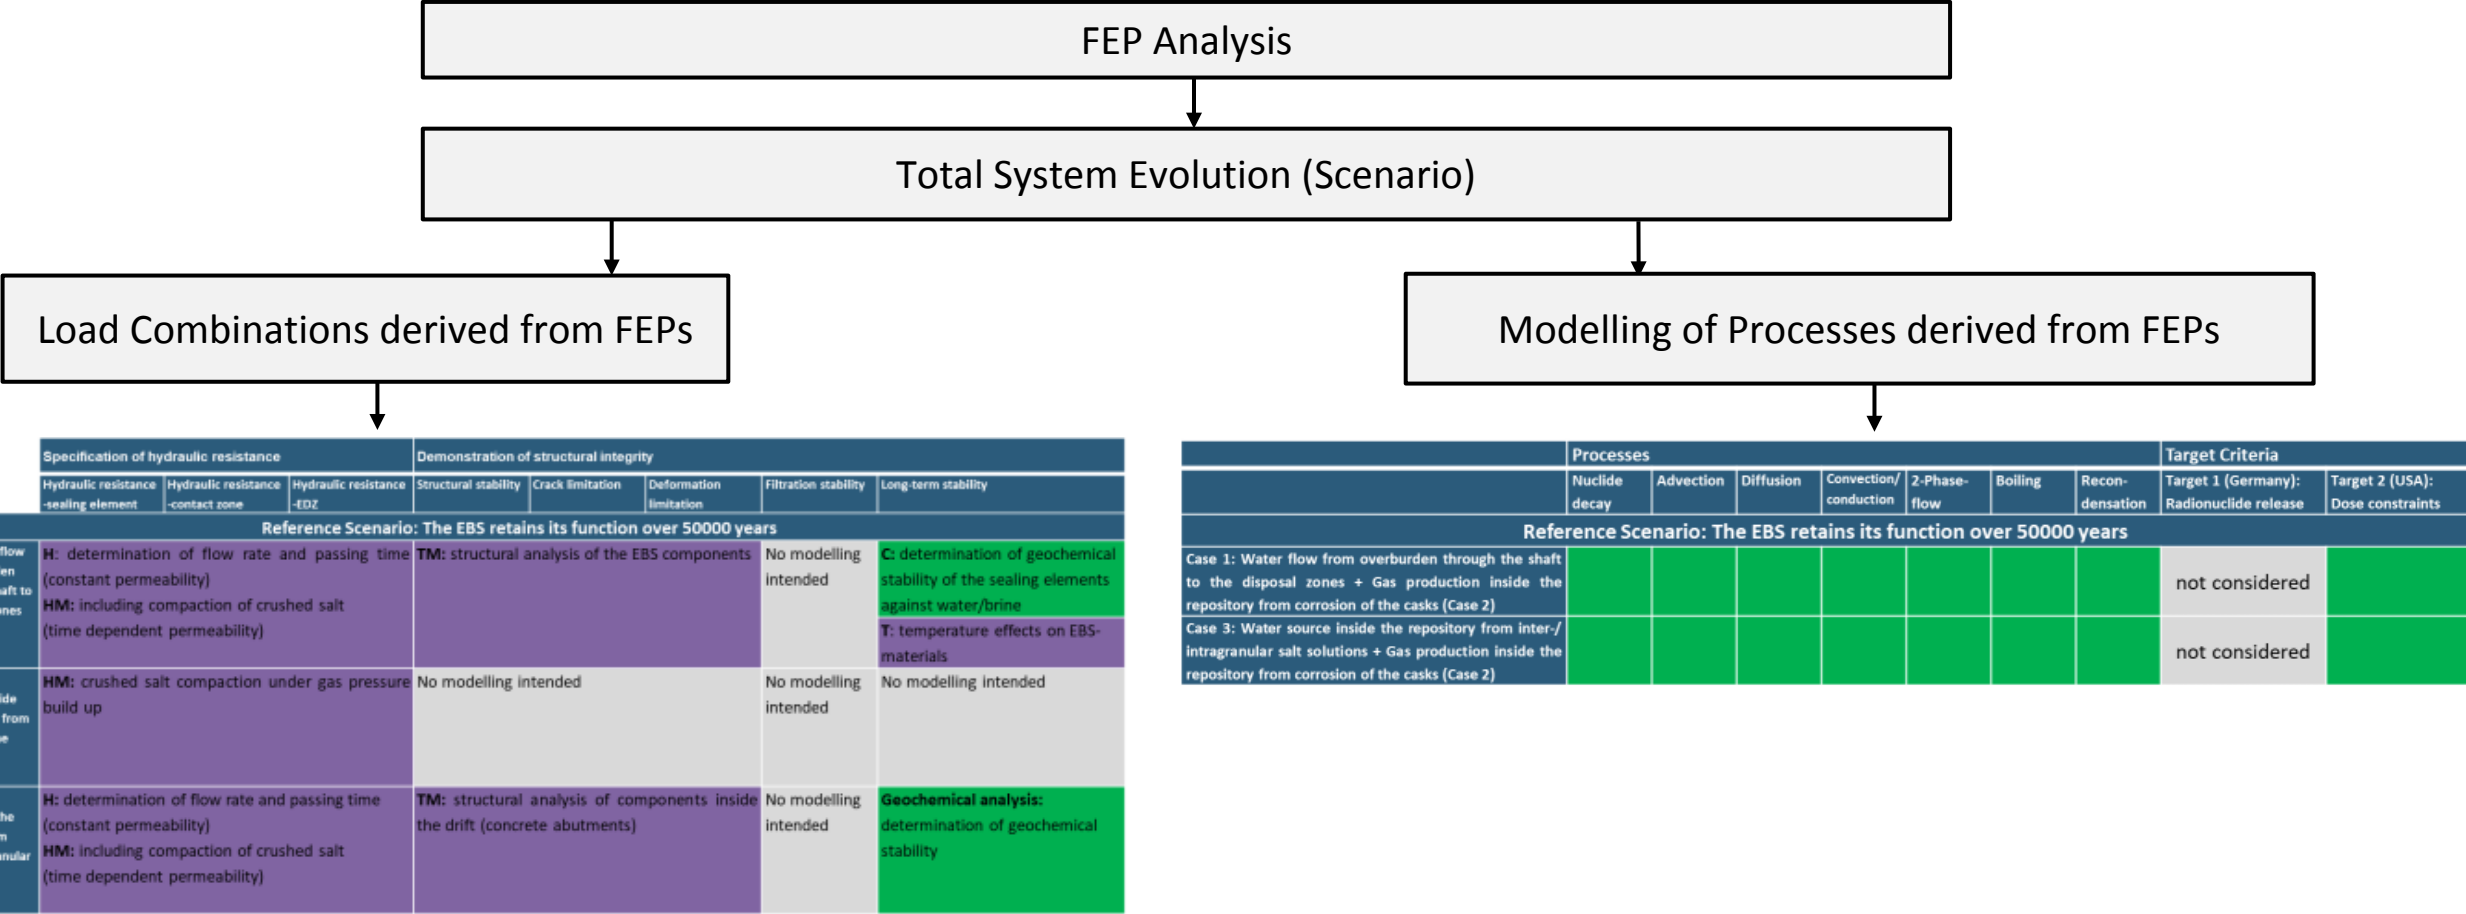 FEP Analysis
Total System Evolution (Scenario)
Load Combinations derived from FEPs
Modelling of Processes derived from FEPs
Specification of hydraulic resistance
Demonstration of structural integrity
Hydraulic resistance
-sealing element
Hydraulic resistance
-contact zone
Hydraulic resistance
-EDZ
Structural stability
Crack limitation
Deformation
limitation
Filtration stability
Long-term stability
Reference Scenario: The EBS retains its function over 50000 years
flow
en
aft to
ones
H: determination of flow rate and passing time
(constant permeability)
HM: including compaction of crushed salt
(time dependent permeability)
TM: structural analysis of the EBS components
No modelling
intended
C: determination of geochemical
stability of the sealing elements
against water/brine
T: temperature effects on EBS-
materials
ide
from
e
HM: crushed salt compaction under gas pressure
build up
No modelling intended
No modelling
intended
No modelling intended
he
m
anular
H: determination of flow rate and passing time
(constant permeability)
HM: including compaction of crushed salt
(time dependent permeability)
TM: structural analysis of components inside
the drift (concrete abutments)
No modelling
intended
Geochemical analysis:
determination of geochemical
stability
Processes
Target Criteria
Nuclide
decay
Advection
Diffusion
Convection/
conduction
2-Phase-
flow
Boiling
Recon-
densation
Target 1 (Germany):
Radionuclide release
Target 2 (USA):
Dose constraints
Reference Scenario: The EBS retains its function over 50000 years
Case 1: Water flow from overburden through the shaft
to the disposal zones + Gas production inside the
repository from corrosion of the casks (Case 2)
not considered
Case 3: Water source inside the repository from inter-/
intragranular salt solutions + Gas production inside the
repository from corrosion of the casks (Case 2)
not considered